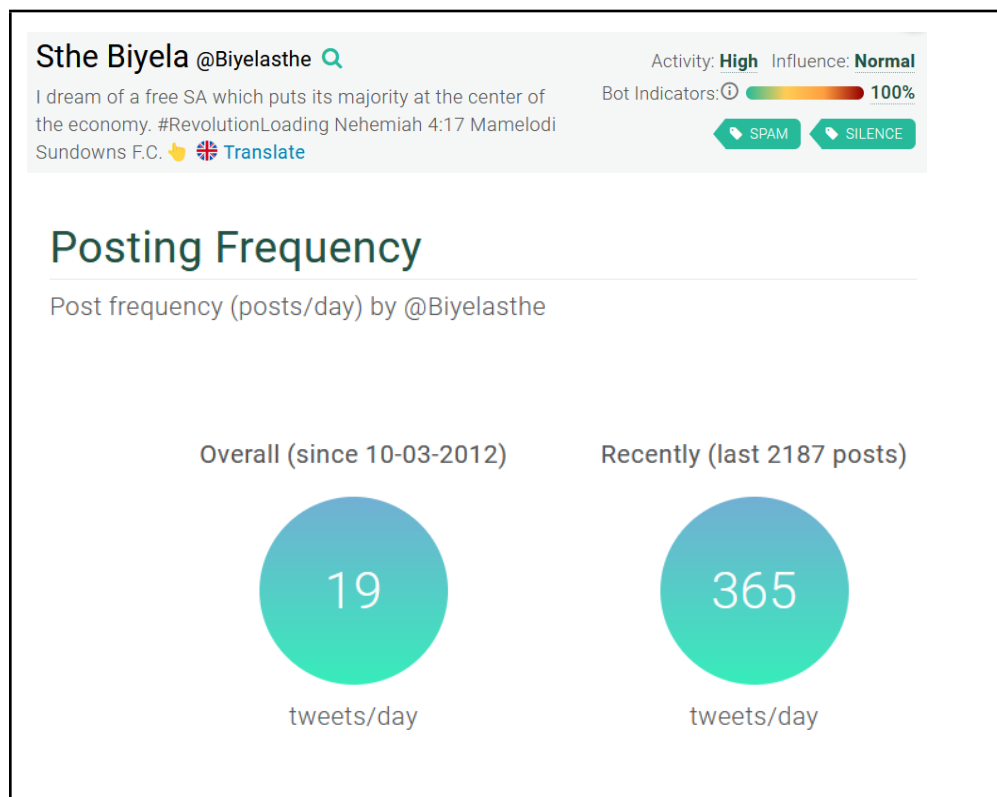 Sthe Biyela @Biyelasthe
I dream of a free SA which puts its majority at the center of
the economy. #RevolutionLoading Nehemiah 4:17 Mamelodi
Sundowns F.C. 👆 Translate
Activity: High Influence: Normal
Bot Indicators: 100%
SPAM SILENCE
Posting Frequency
Post frequency (posts/day) by @Biyelasthe
Overall (since 10-03-2012)
19
tweets/day
Recently (last 2187 posts)
365
tweets/day